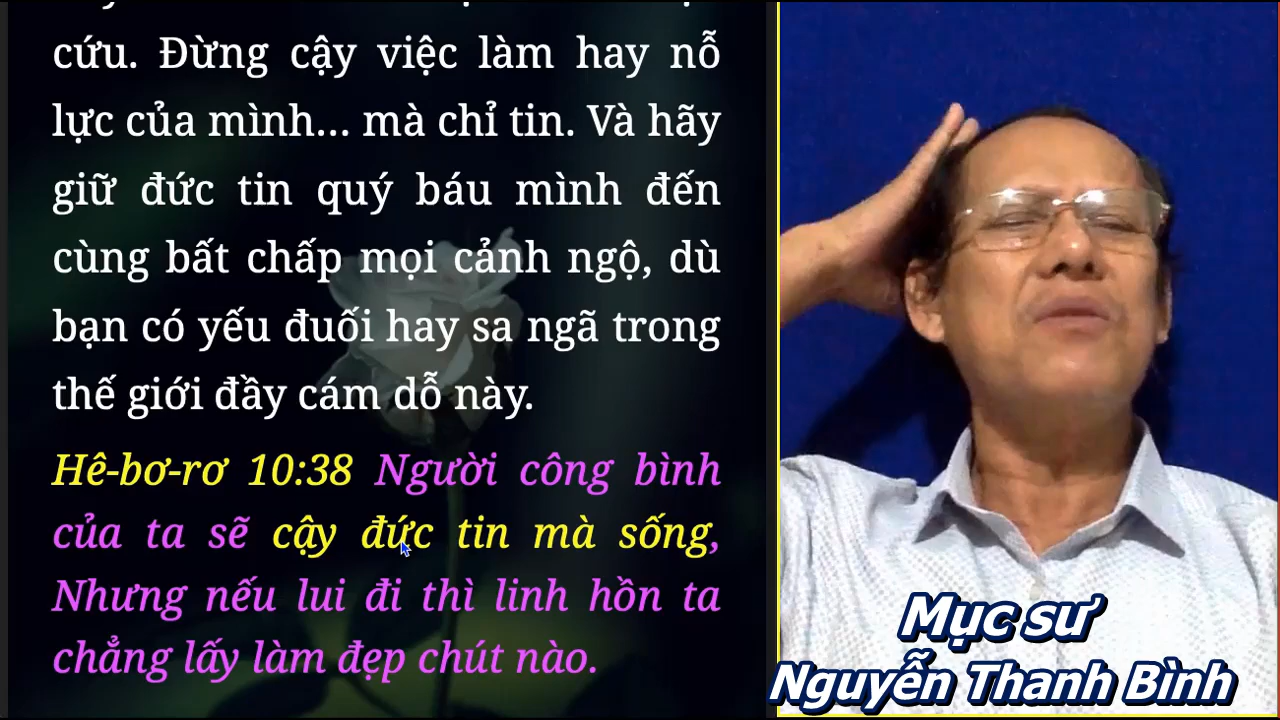 cứu. Đừng cậy việc làm hay nỗ
lực của mình... mà chỉ tin. Và hãy
giữ đức tin quý báu mình đến
cùng bất chấp mọi cảnh ngộ, dù
bạn có yếu đuối hay sa ngã trong
thế giới đầy cám dỗ này.
Hê-bơ-rơ 10:38 Người công bình
của ta sẽ cậy đức tin mà sống,
Nhưng nếu lui đi thì linh hồn ta
chẳng lấy làm đẹp chút nào.
Mục sư
Nguyễn Thanh Bình